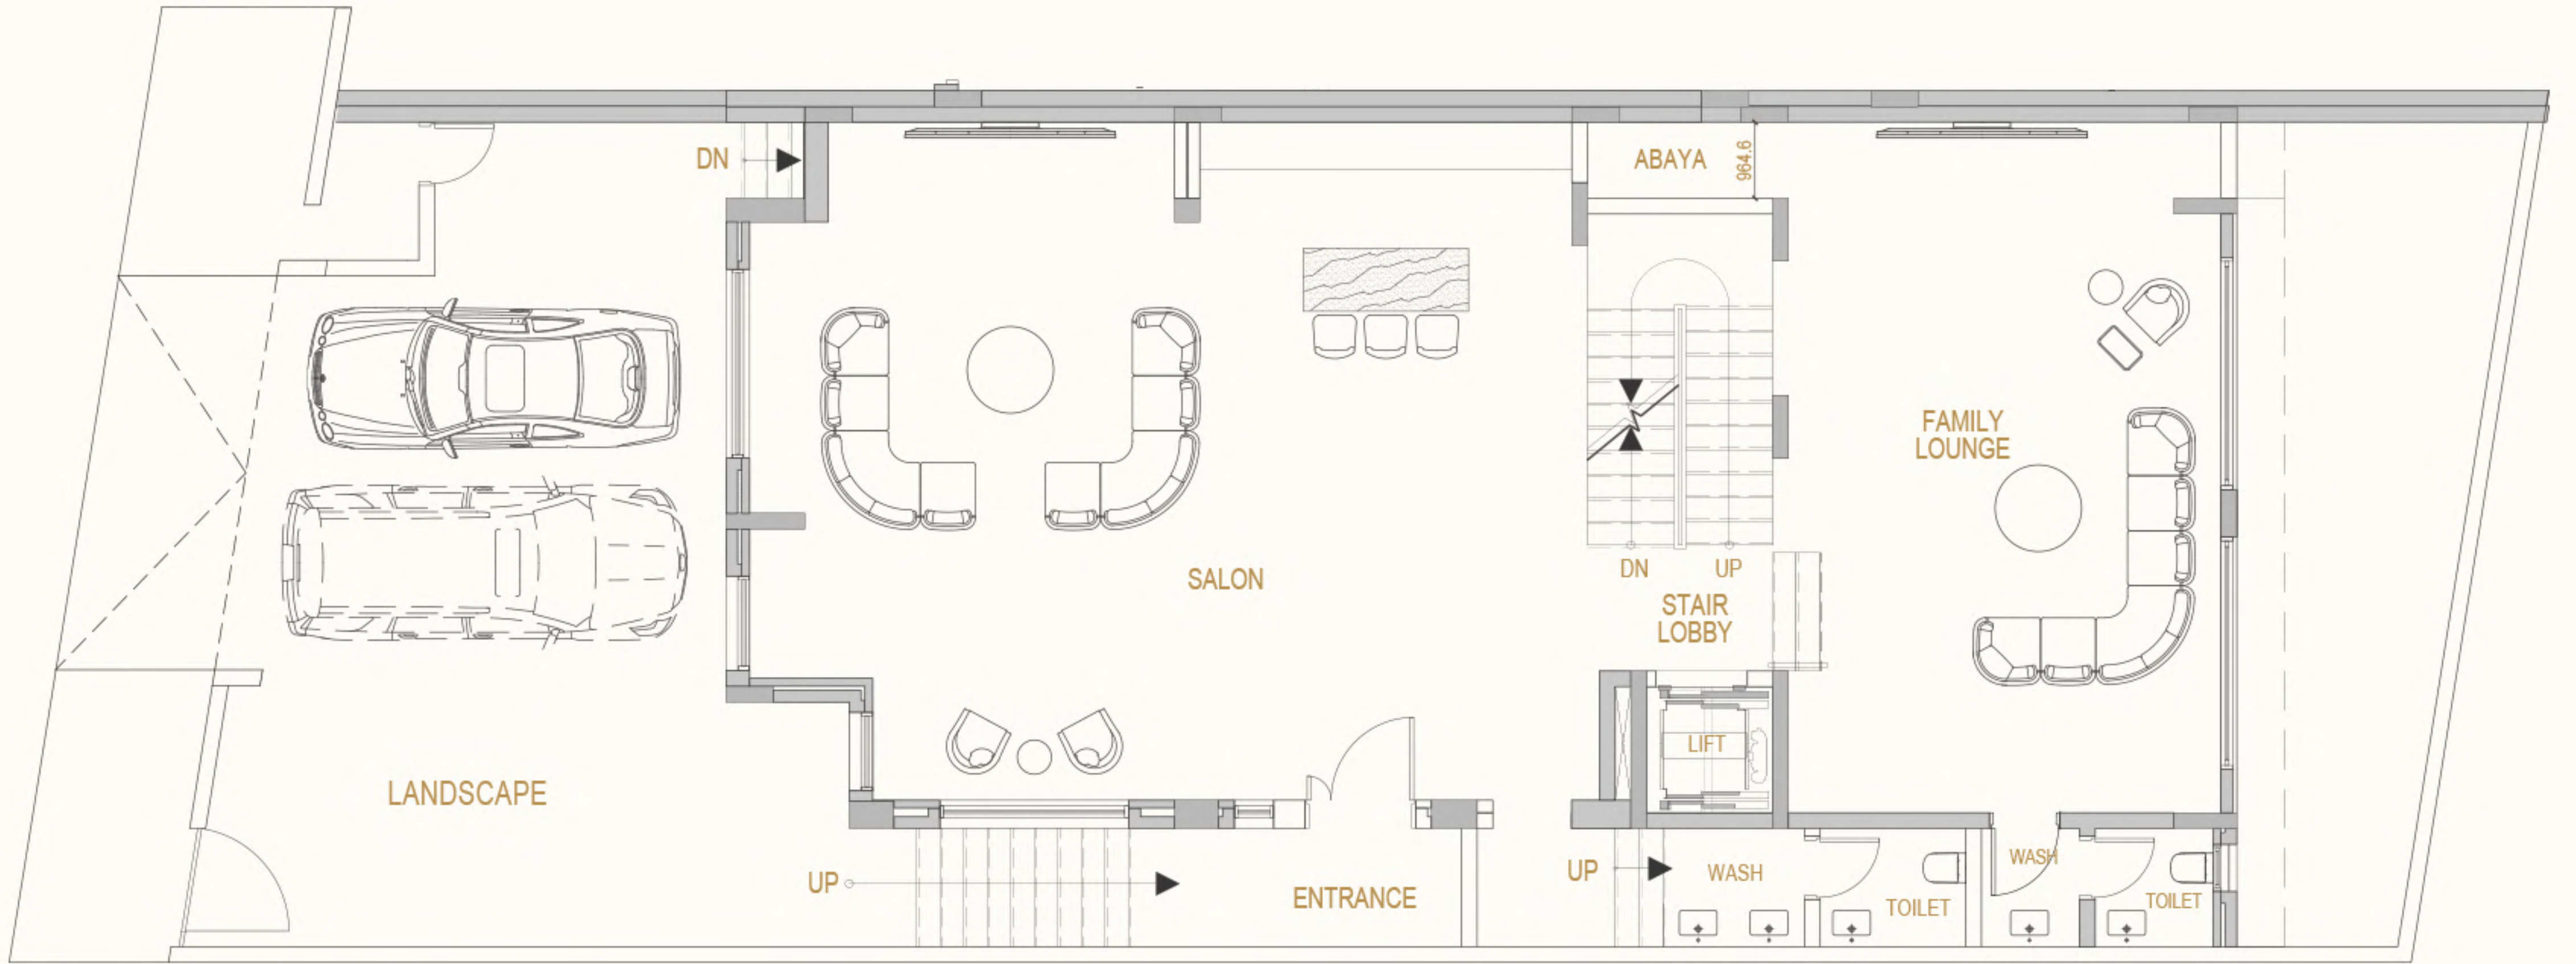 DN
ABAYA
964.6
FAMILY
LOUNGE
SALON
DN
UP
STAIR
LOBBY
LIFT
LANDSCAPE
UP
ENTRANCE
UP
WASH
TOILET
WASH
TOILET